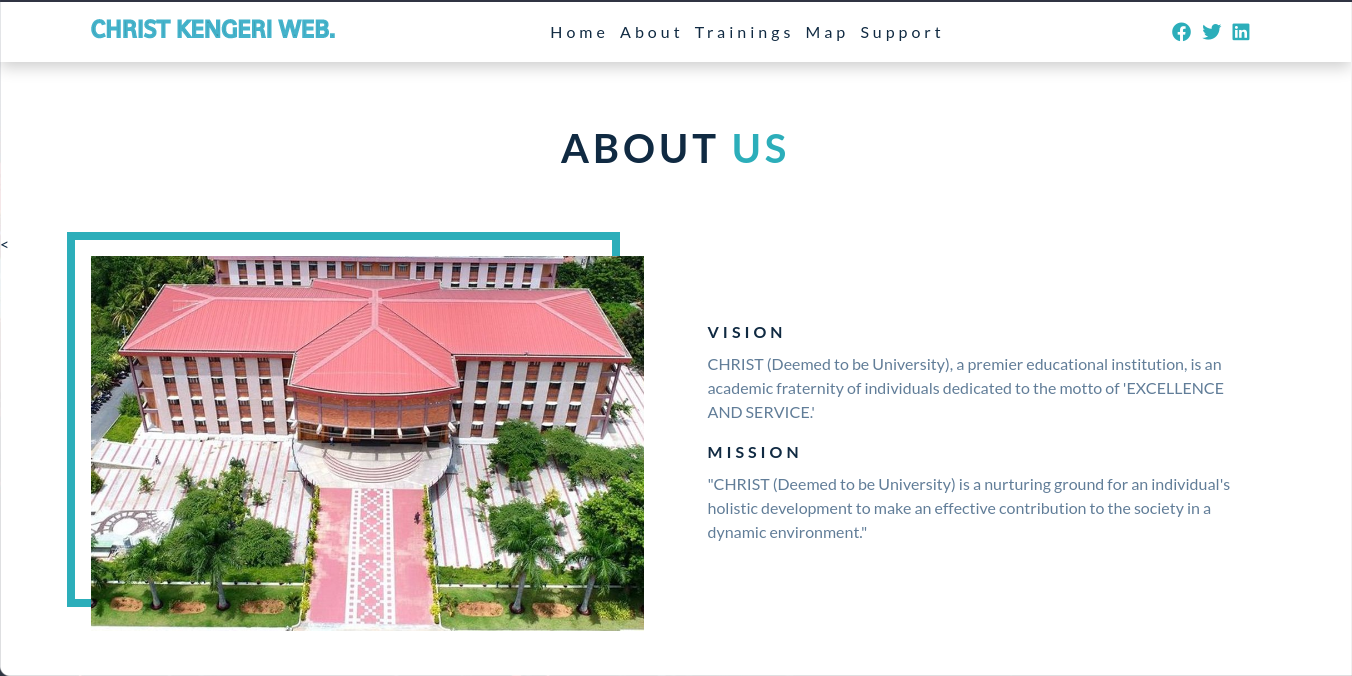 CHRIST KENGERI WEB.
Home About Trainings Map Support
ABOUT US
<
VISION
CHRIST (Deemed to be University), a premier educational institution, is an
academic fraternity of individuals dedicated to the motto of 'EXCELLENCE
AND SERVICE.'
MISSION
"CHRIST (Deemed to be University) is a nurturing ground for an individual's
holistic development to make an effective contribution to the society in a
dynamic environment."